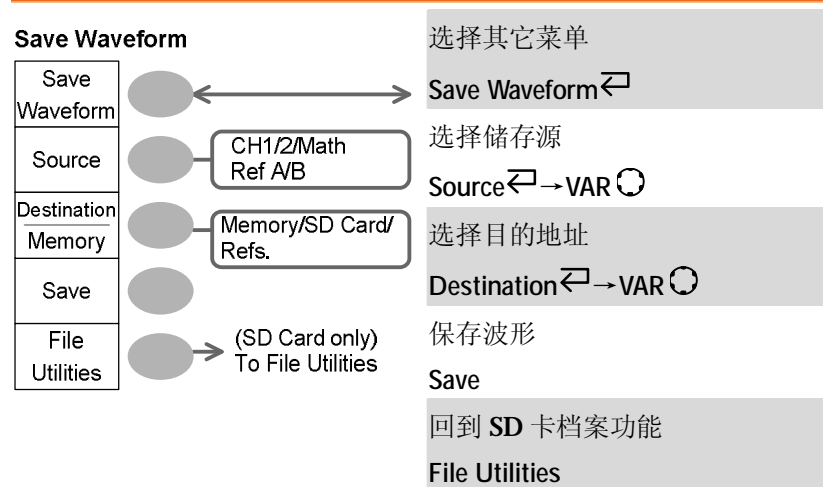 Save Waveform
Save
Waveform
Source
CH1/2/Math
Ref A/B
Destination
Memory
Memory/SD Card/
Refs.
Save
File
Utilities
(SD Card only)
To File Utilities
选择其它菜单
Save Waveform
选择储存源
Source→VAR
选择目的地址
Destination→VAR
保存波形
Save
回到 SD 卡档案功能
File Utilities